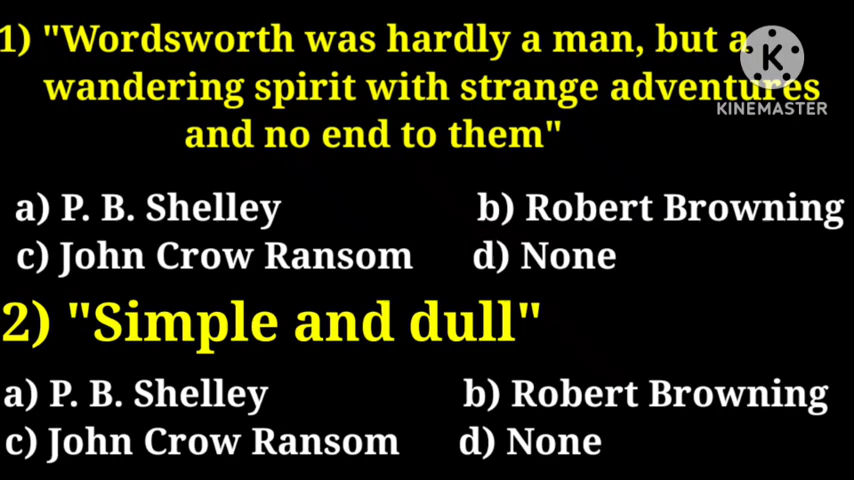 1) "Wordsworth was hardly a man, but a
wandering spirit with strange adventures
and no end to them"
K
KINEMASTER
a) P. B. Shelley b) Robert Browning
c) John Crow Ransom d) None
2) "Simple and dull"
a) P. B. Shelley b) Robert Browning
c) John Crow Ransom d) None